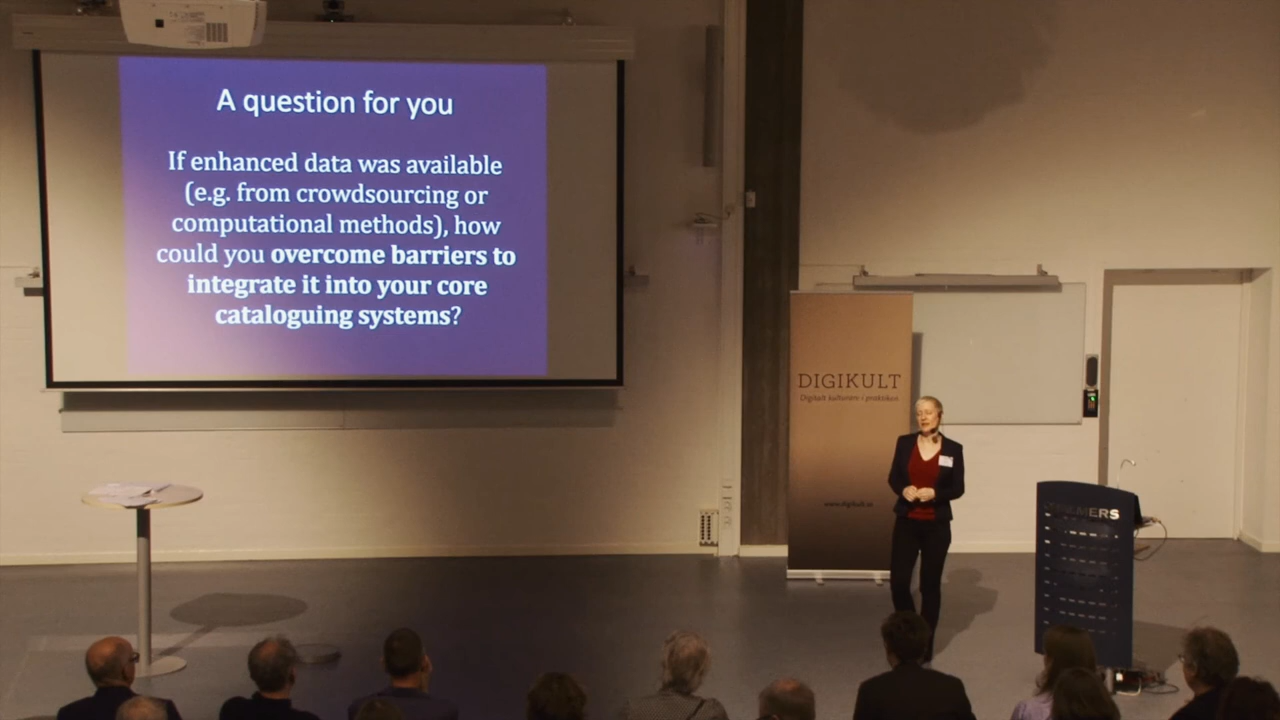 A question for you
If enhanced data was available
(e.g. from crowdsourcing or
computational methods), how
could you overcome barriers to
integrate it into your core
cataloguing systems?
DIGIKULT
Digitalt kulturarv i praktiken
www.digikult.se